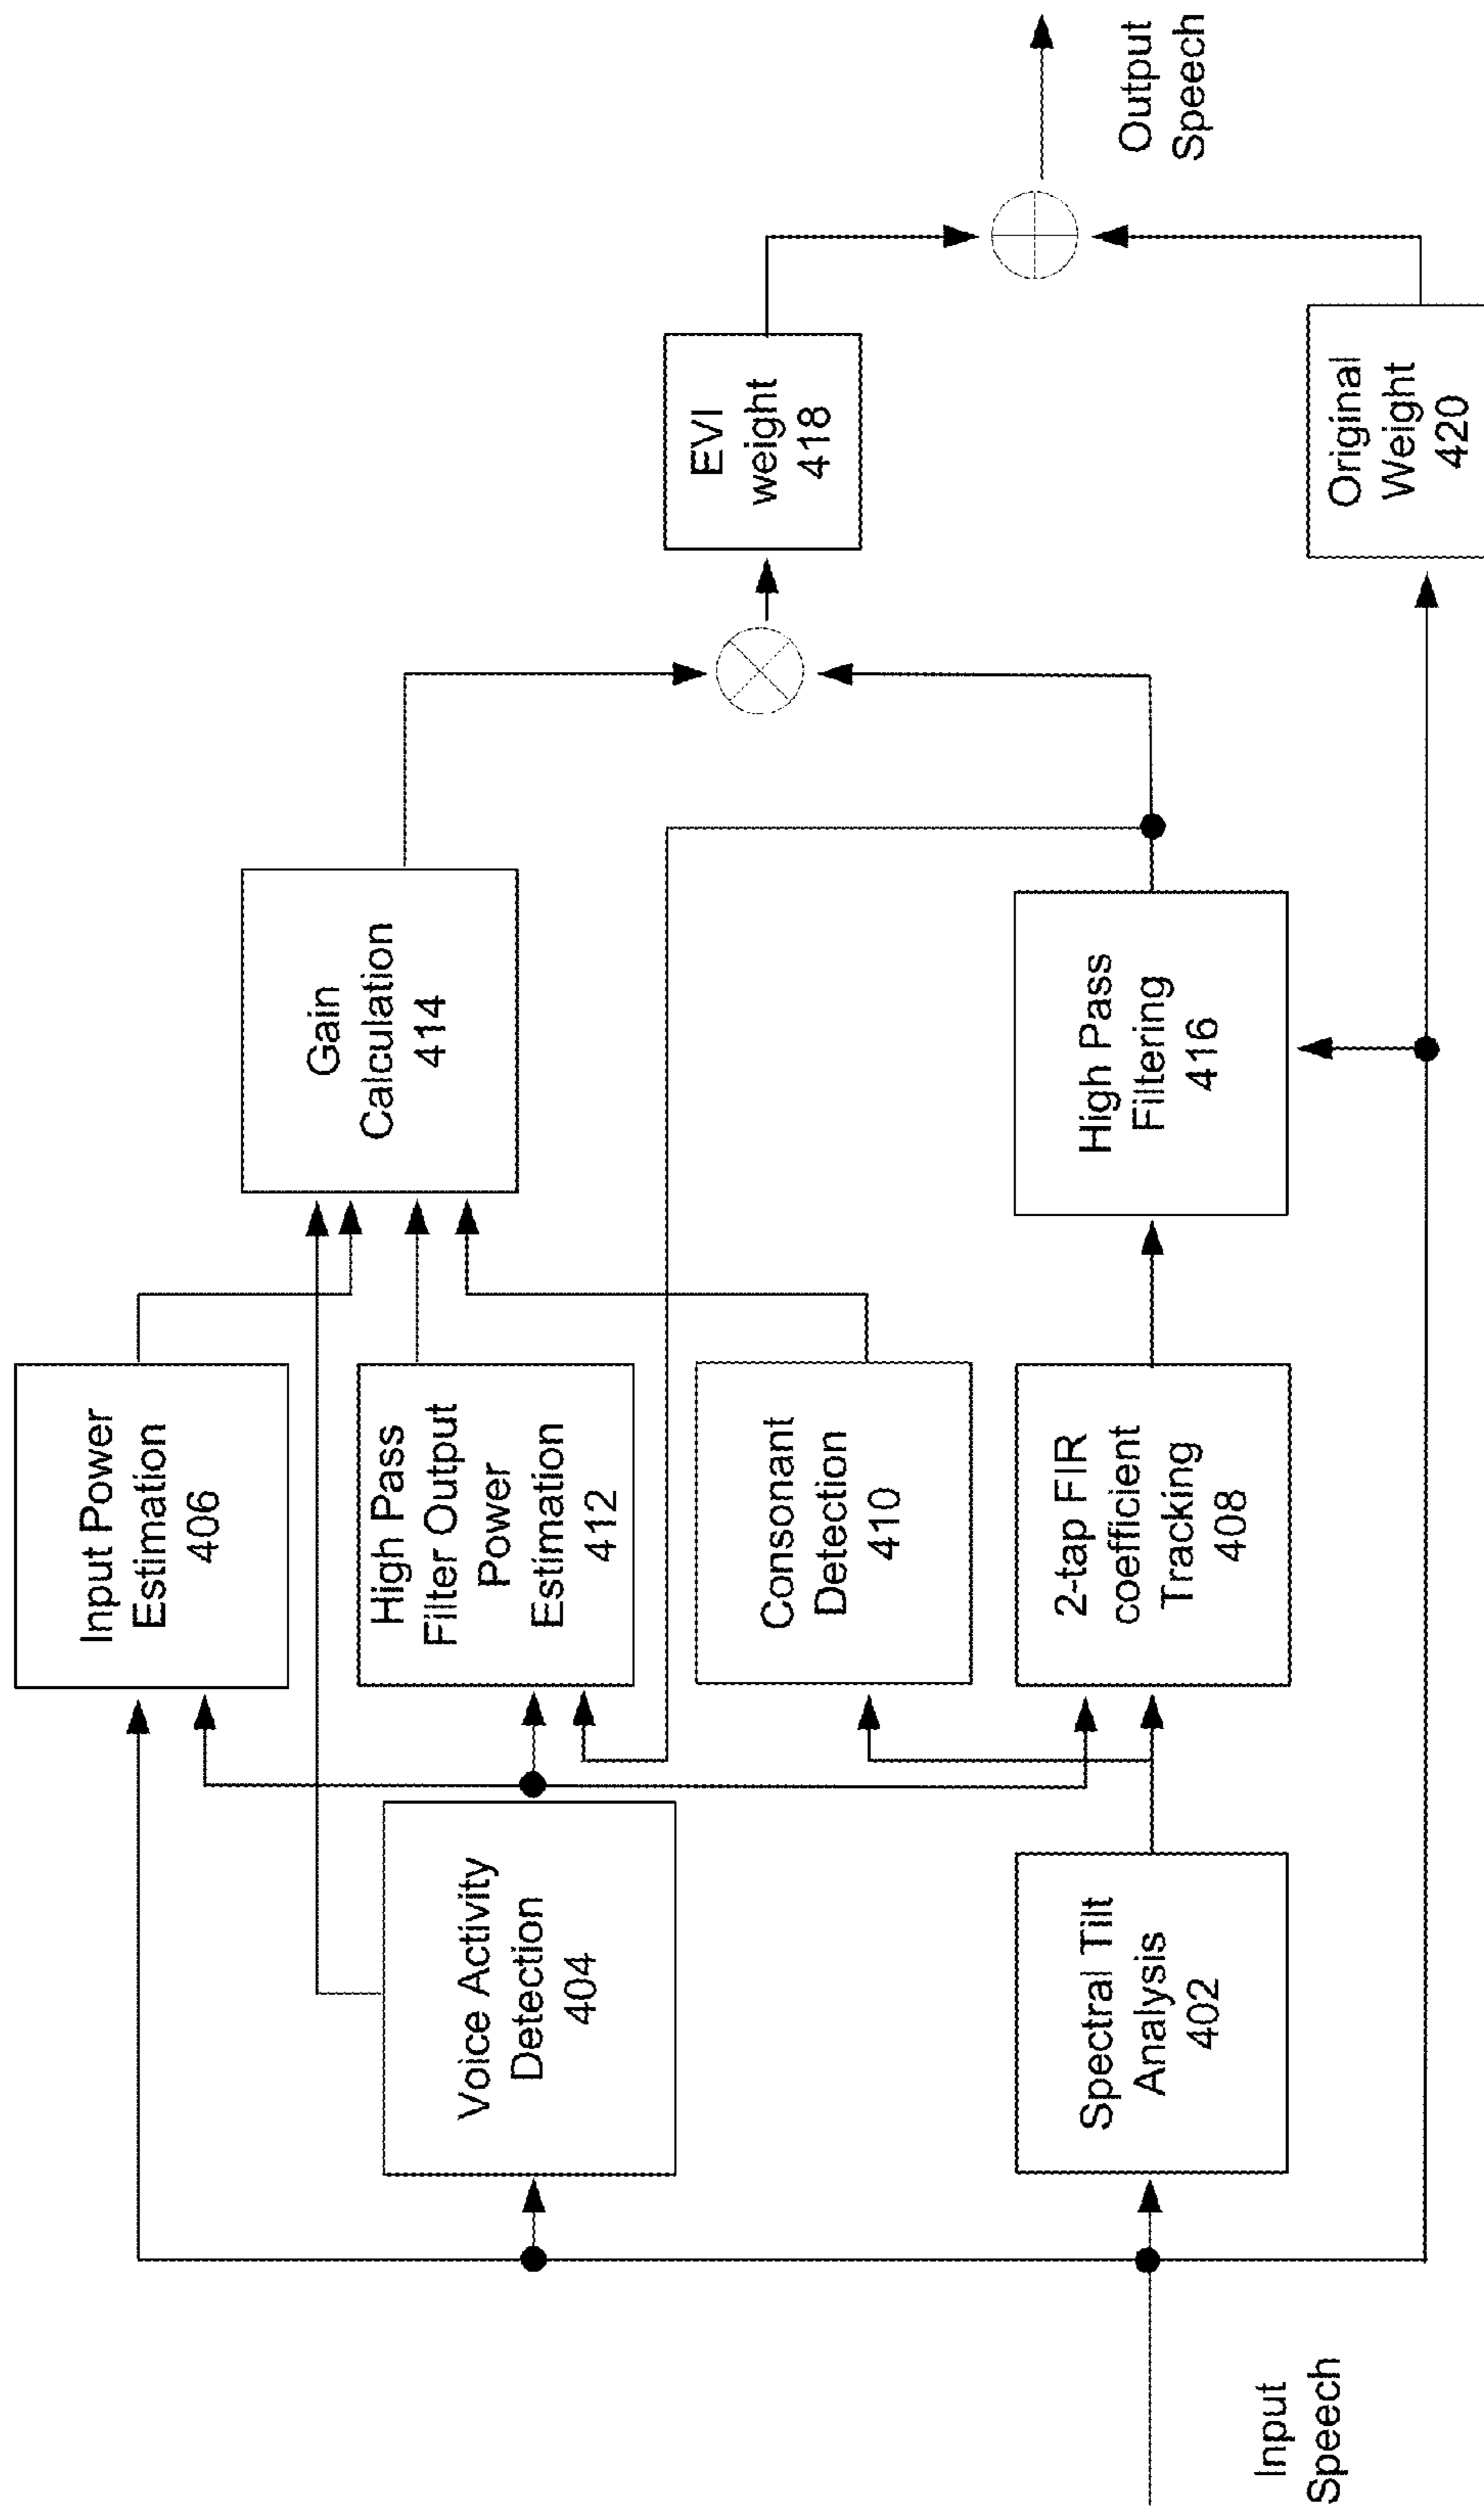 Input
Speech
Voice Activity
Detection
404
Spectral Tilt
Analysis
402
Input Power
Estimation
406
High Pass
Filter Output
Power
Estimation
412
Consonant
Detection
410
2-tap FIR
coefficient
Tracking
408
Gain
Calculation
414
High Pass
Filtering
416
EVI
weight
418
Original
Weight
420
Output
Speech